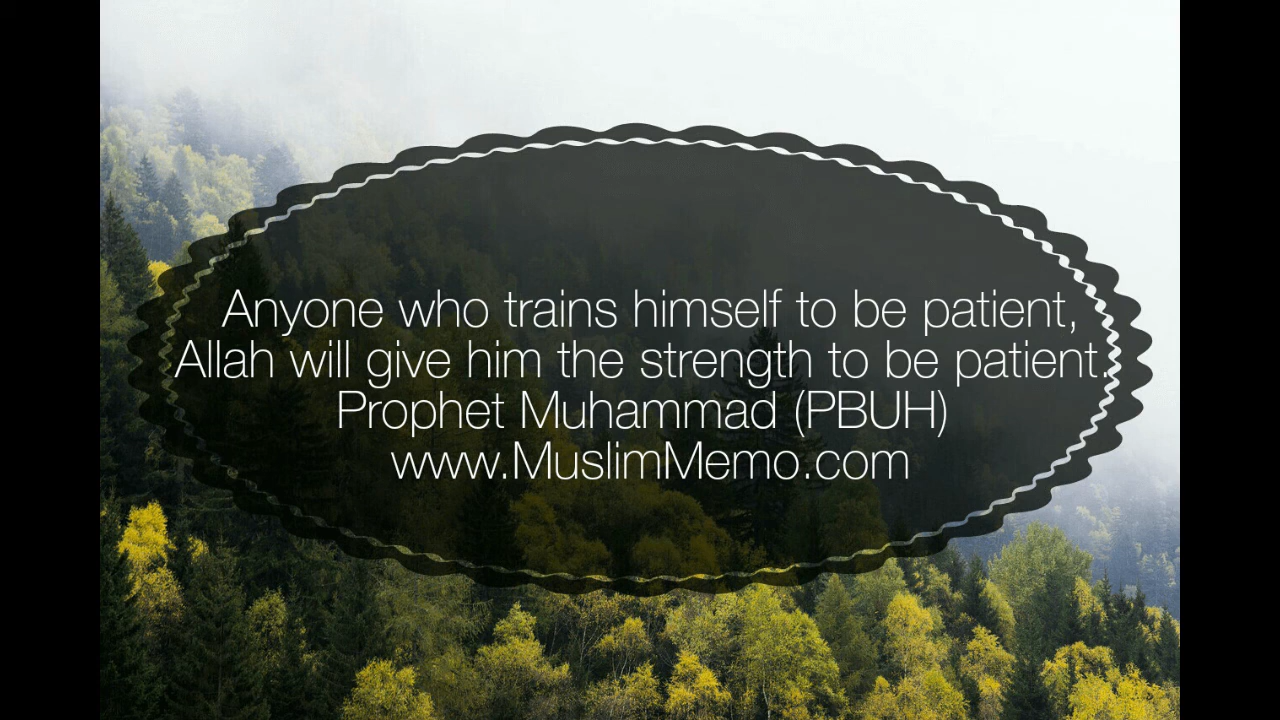 Anyone who trains himself to be patient,
Allah will give him the strength to be patient.
Prophet Muhammad (PBUH)
www.MuslimMemo.com